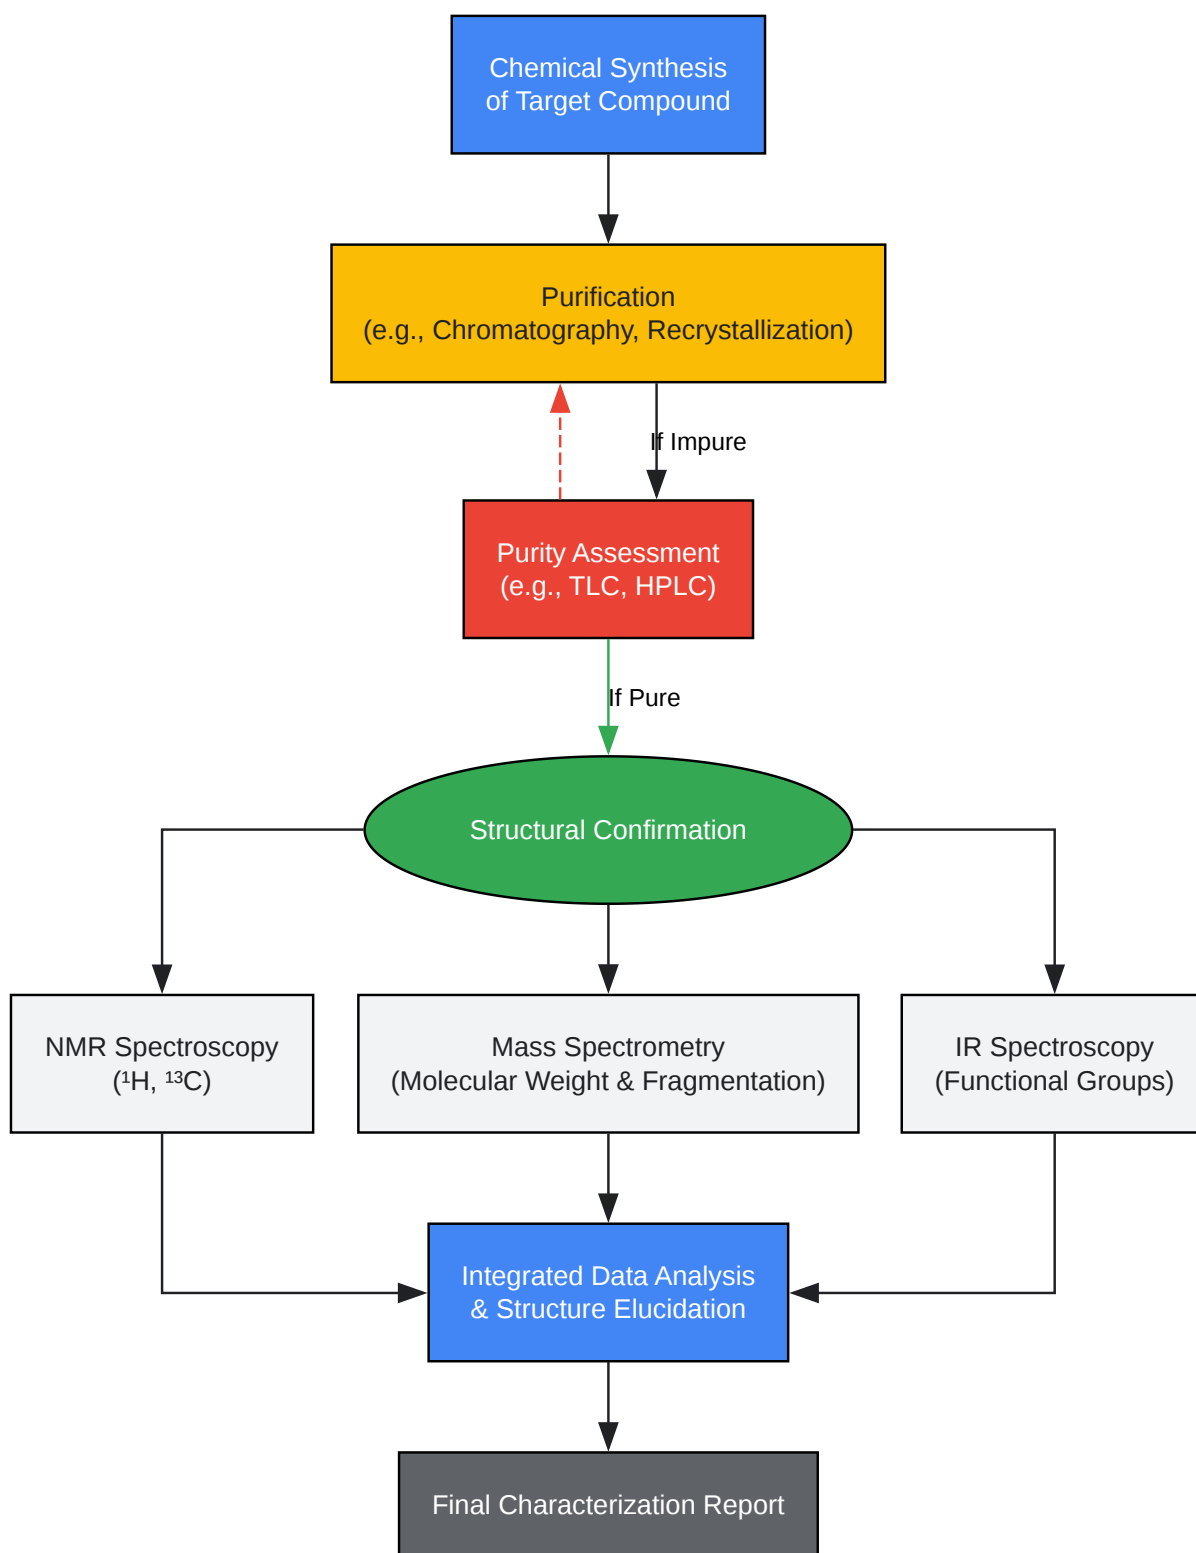 Chemical Synthesis
of Target Compound
Purification
(e.g., Chromatography, Recrystallization)
If Impure
Purity Assessment
(e.g., TLC, HPLC)
If Pure
Structural Confirmation
NMR Spectroscopy
(¹H, ¹³C)
Mass Spectrometry
(Molecular Weight & Fragmentation)
IR Spectroscopy
(Functional Groups)
Integrated Data Analysis
& Structure Elucidation
Final Characterization Report